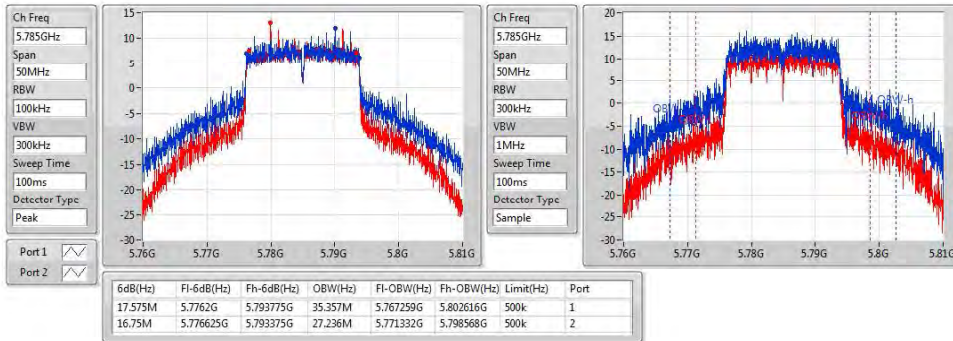 Ch Freq
5.785GHz
Span
50MHz
RBW
100kHz
VBW
300kHz
Sweep Time
100ms
Detector Type
Peak
Port 1
Port 2
15
10
5
0
-5
-10
-15
-20
-25
-30
5.76G 5.77G 5.78G 5.79G 5.8G 5.81G
Ch Freq
5.785GHz
Span
50MHz
RBW
300kHz
VBW
1MHz
Sweep Time
100ms
Detector Type
Sample
20
15
10
5
0
-5
-10
-15
-20
-25
-30
OBW-h
5.76G 5.77G 5.78G 5.79G 5.8G 5.81G
6dB(Hz) Fl-6dB(Hz) Fh-6dB(Hz) OBW(Hz) Fl-OBW(Hz) Fh-OBW(Hz) Limit(Hz) Port
17.575M 5.7762G 5.793775G 35.357M 5.767259G 5.802616G 500k 1
16.75M 5.776625G 5.793375G 27.236M 5.771332G 5.798568G 500k 2